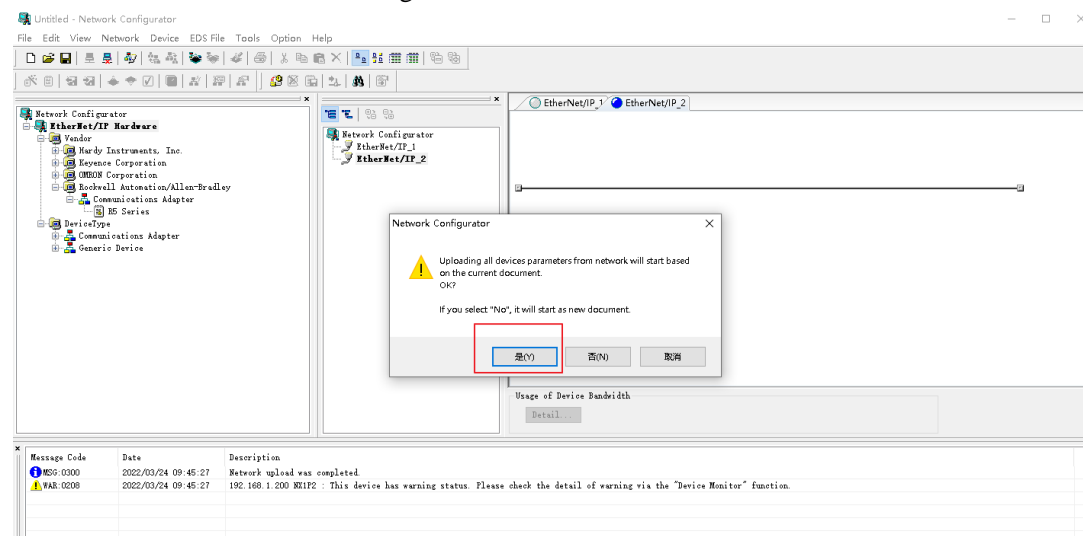 Untitled - Network Configurator
File Edit View Network Device EDS File Tools Option Help
Network Configurator
EtherNet/IP Hardware
Vendor
Hardy Instruments, Inc.
Keyence Corporation
OMRON Corporation
Rockwell Automation/Allen-Bradley
Communications Adapter
R5 Series
DeviceType
Communications Adapter
Generic Device
Network Configurator
EtherNet/IP_1
EtherNet/IP_2
EtherNet/IP_1 EtherNet/IP_2
Network Configurator
Uploading all devices parameters from network will start based
on the current document.
OK?
If you select "No", it will start as new document.
是(Y) 否(N) 取消
Usage of Device Bandwidth
Detail...
Message Code Date Description
MSG:0300 2022/03/24 09:45:27 Network upload was completed.
WAR:0208 2022/03/24 09:45:27 192.168.1.200 NX1P2 : This device has warning status. Please check the detail of warning via the "Device Monitor" function.